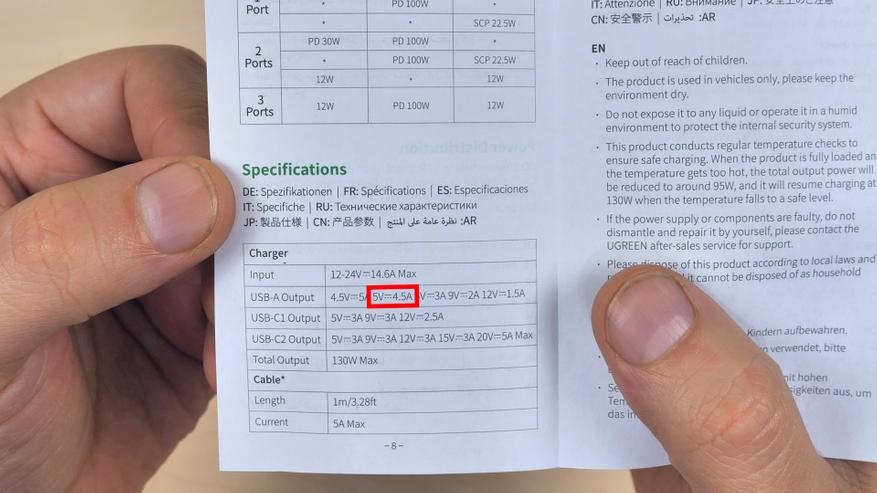 Port
*
PD 100W
*
*
*
SCP 22.5W
2 Ports
PD 30W
*
*
*
PD 100W
SCP 22.5W
12W
*
12W
3 Ports
12W
PD 100W
12W
Specifications
DE: Spezifikationen | FR: Spécifications | ES: Especificaciones
IT: Specifiche | RU: Технические характеристики
JP: 製品仕様 | CN: 产品参数 | نظرة عامة على المنتج :AR
Charger
Input 12-24V⎓14.6A Max
USB-A Output 4.5V⎓5A 5V⎓4.5A V⎓3A 9V⎓2A 12V⎓1.5A
USB-C1 Output 5V⎓3A 9V⎓3A 12V⎓2.5A
USB-C2 Output 5V⎓3A 9V⎓3A 12V⎓3A 15V⎓3A 20V⎓5A Max
Total Output 130W Max
Cable*
Length 1m/3.28ft
Current 5A Max
-8-
IT: Attenzione | RU: Внимание | JP: 安全上のご注意
CN: 安全警示 | تحذيرات :AR
EN
· Keep out of reach of children.
· The product is used in vehicles only, please keep the
environment dry.
· Do not expose it to any liquid or operate it in a humid
environment to protect the internal security system.
· This product conducts regular temperature checks to
ensure safe charging. When the product is fully loaded an
the temperature gets too hot, the total output power will
be reduced to around 95W, and it will resume charging at
130W when the temperature falls to a safe level.
· If the power supply or components are faulty, do not
dismantle and repair it by yourself, please contact the
UGREEN after-sales service for support.
· Please dispose of this product according to local laws and
it cannot be disposed of as household
Kindern aufbewahren.
verwendet, bitte
mit hohen
aus, um
das in